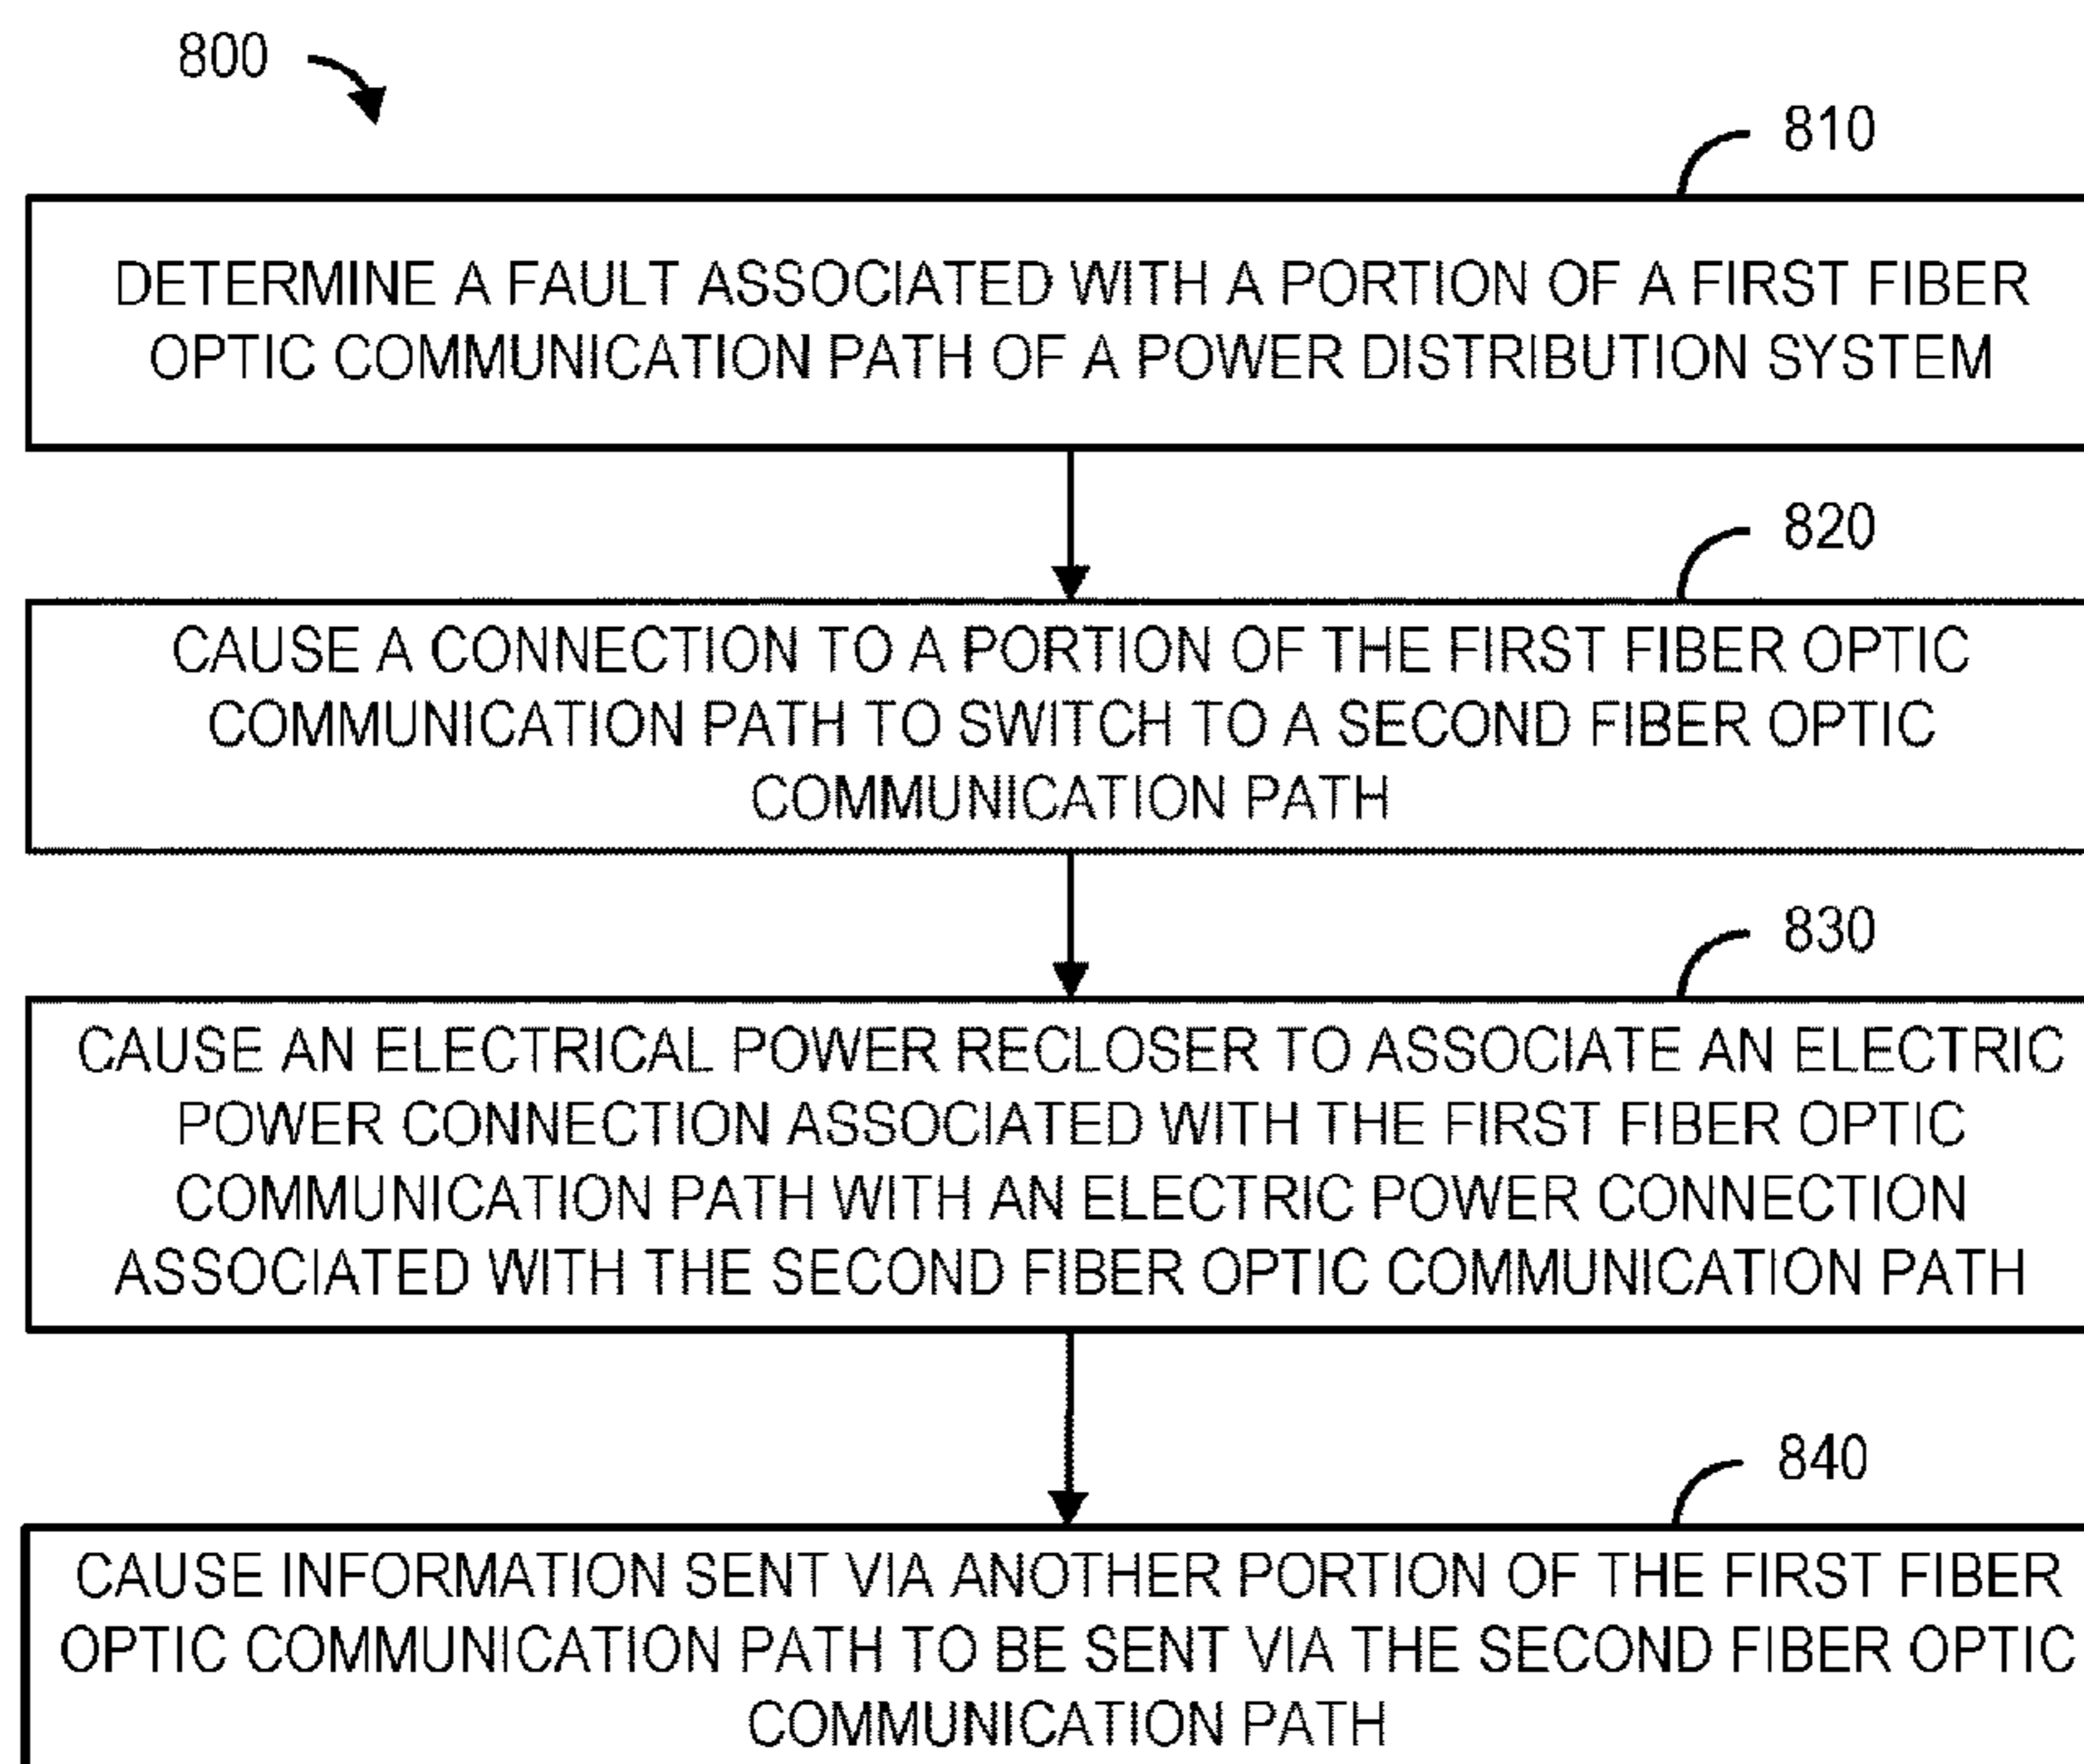 800
810
DETERMINE A FAULT ASSOCIATED WITH A PORTION OF A FIRST FIBER
OPTIC COMMUNICATION PATH OF A POWER DISTRIBUTION SYSTEM
820
CAUSE A CONNECTION TO A PORTION OF THE FIRST FIBER OPTIC
COMMUNICATION PATH TO SWITCH TO A SECOND FIBER OPTIC
COMMUNICATION PATH
830
CAUSE AN ELECTRICAL POWER RECLOSER TO ASSOCIATE AN ELECTRIC
POWER CONNECTION ASSOCIATED WITH THE FIRST FIBER OPTIC
COMMUNICATION PATH WITH AN ELECTRIC POWER CONNECTION
ASSOCIATED WITH THE SECOND FIBER OPTIC COMMUNICATION PATH
840
CAUSE INFORMATION SENT VIA ANOTHER PORTION OF THE FIRST FIBER
OPTIC COMMUNICATION PATH TO BE SENT VIA THE SECOND FIBER OPTIC
COMMUNICATION PATH